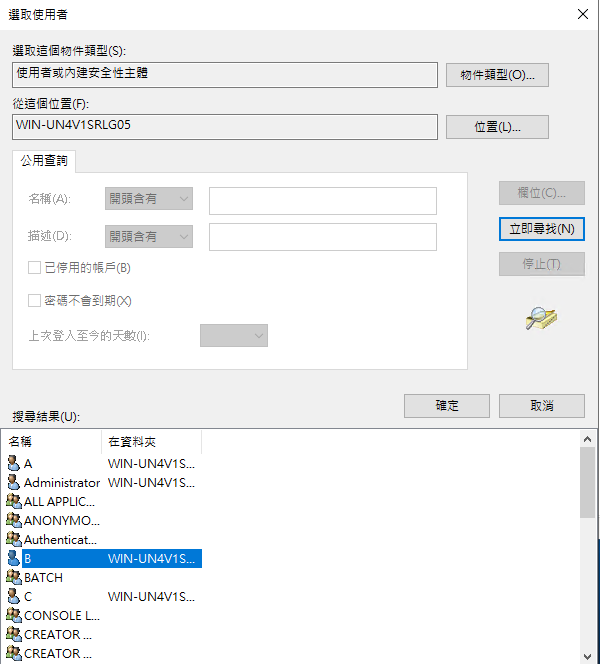 選取使用者
選取這個物件類型(S):
使用者或內建安全性主體
物件類型(O)...
從這個位置(F):
WIN-UN4V1SRLG05
位置(L)...
公用查詢
名稱(A):
開頭含有
描述(D):
開頭含有
已停用的帳戶(B)
密碼不會到期(X)
上次登入至今的天數(I):
欄位(C)...
立即尋找(N)
停止(T)
確定
取消
搜尋結果(U):
名稱 在資料夾
A WIN-UN4V1S...
Administrator WIN-UN4V1S...
ALL APPLIC...
ANONYMO...
Authenticat...
B WIN-UN4V1S...
BATCH
C WIN-UN4V1S...
CONSOLE L...
CREATOR ...
CREATOR ...